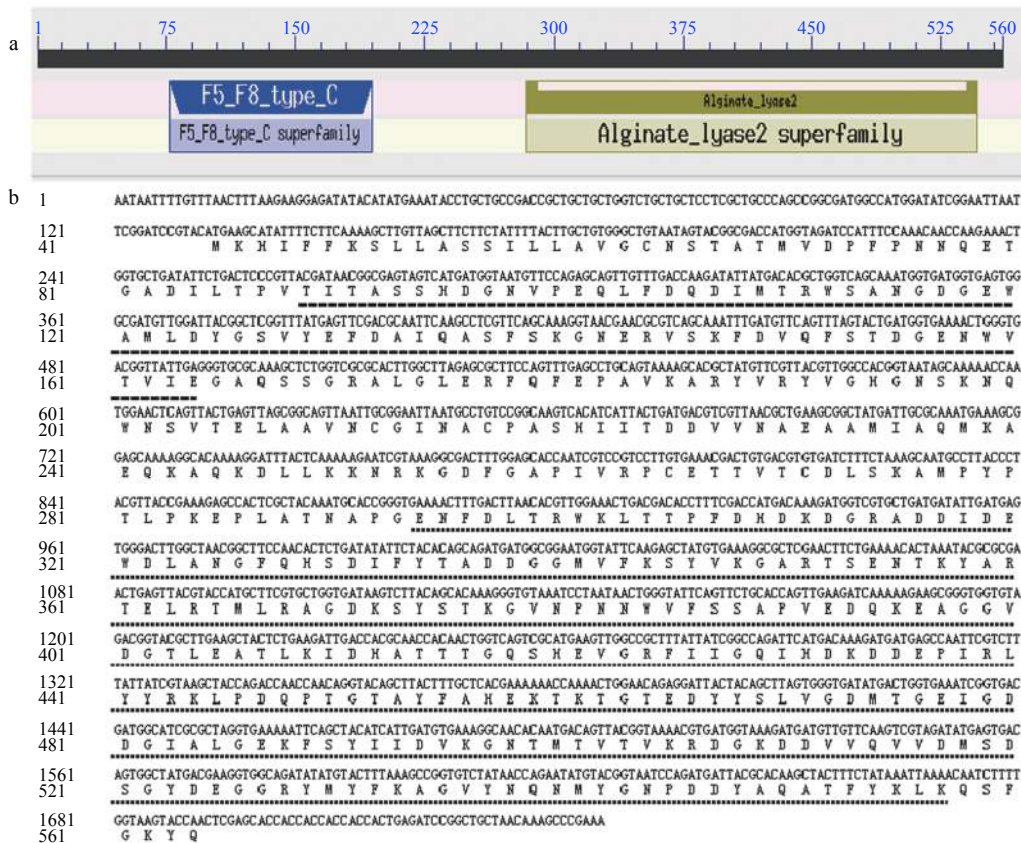 a
1 75 150 225 300 375 450 525 560
F5_F8_type_C
Alginate_lyase2
F5_F8_type_C superfamily
Alginate_lyase2 superfamily
b
1 AATAATTTTGTTTAACTTTAAGAAGGAGATATACATATGAAATACCTGCTGCCGACCGCTGCTGCTGGTCTGCTGCTCCTCGCTGCCCAGCCGGCGATGGCCATGGATATCGGAATTAAT
121 TCGGATCCGTACATGAAGCATATTTTCTTCAAAAGCTTGTTAGCTTCTTCTATTTTACTTGCTGTGGGCTGTAATAGTACGGCGACCATGGTAGATCCATTTCCAAACAACCAAGAAACT
41 M K H I F F K S L L A S S I L L A V G C N S T A T M V D P F P N N Q E T
241 GGTGCTGATATTCTGACTCCCGTTACGATAACGGCGAGTAGTCATGATGGTAATGTTCCAGAGCAGTTGTTTGACCAAGATATTATGACACGCTGGTCAGCAAATGGTGATGGTGAGTGG
81 G A D I L T P V T I T A S S H D G N V P E Q L F D Q D I M T R W S A N G D G E W
361 GCGATGTTGGATTACGGCTCGGTTTATGAGTTCGACGCAATTCAAGCCTCGTTCAGCAAAGGTAACGAACGCGTCAGCAAATTTGATGTTCAGTTTAGTACTGATGGTGAAAACTGGGTG
121 A M L D Y G S V Y E F D A I Q A S F S K G N E R V S K F D V Q F S T D G E N W V
481 ACGGTTATTGAGGGTGCGCAAAGCTCTGGTCGCGCACTTGGCTTAGAGCGCTTCCAGTTTGAGCCTGCAGTAAAAGCACGCTATGTTCGTTACGTTGGCCACGGTAATAGCAAAAACCAA
161 T V I E G A Q S S G R A L G L E R F Q F E P A V K A R Y V R Y V G H G N S K N Q
601 TGGAACTCAGTTACTGAGTTAGCGGCAGTTAATTGCGGAATTAATGCCTGTCCGGCAAGTCACATCATTACTGATGACGTCGTTAACGCTGAAGCGGCTATGATTGCGCAAATGAAAGCG
201 W N S V T E L A A V N C G I N A C P A S H I I T D D V V N A E A A M I A Q M K A
721 GAGCAAAAGGCACAAAAGGATTTACTCAAAAAGAATCGTAAAGGCGACTTTGGAGCACCAATCGTCCGTCCTTGTGAAACGACTGTGACGTGTGATCTTTCTAAAGCAATGCCTTACCCT
241 E Q K A Q K D L L K K N R K G D F G A P I V R P C E T T V T C D L S K A M P Y P
841 ACGTTACCGAAAGAGCCACTCGCTACAAATGCACCGGGTGAAAACTTTGACTTAACACGTTGGAAACTGACGACACCTTTCGACCATGACAAAGATGGTCGTGCTGATGATATTGATGAG
281 T L P K E P L A T N A P G E N F D L T R W K L T T P F D H D K D G R A D D I D E
961 TGGGACTTGGCTAACGGCTTCCAACACTCTGATATATTCTACACAGCAGATGATGGCGGAATGGTATTCAAGAGCTATGTGAAAGGCGCTCGAACTTCTGAAAACACTAAATACGCGCGA
321 W D L A N G F Q H S D I F Y T A D D G G M V F K S Y V K G A R T S E N T K Y A R
1081 ACTGAGTTACGTACCATGCTTCGTGCTGGTGATAAGTCTTACAGCACAAAGGGTGTAAATCCTAATAACTGGGTATTCAGTTCTGCACCAGTTGAAGATCAAAAAGAAGCGGGTGGTGTA
361 T E L R T M L R A G D K S Y S T K G V N P N N W V F S S A P V E D Q K E A G G V
1201 GACGGTACGCTTGAAGCTACTCTGAAGATTGACCACGCAACCACAACTGGTCAGTCGCATGAAGTTGGCCGCTTTATTATCGGCCAGATTCATGACAAAGATGATGAGCCAATTCGTCTT
401 D G T L E A T L K I D H A T T T G Q S H E V G R F I I G Q I H D K D D E P I R L
1321 TATTATCGTAAGCTACCAGACCAACCAACAGGTACAGCTTACTTTGCTCACGAAAAAACCAAAACTGGAACAGAGGATTACTACAGCTTAGTGGGTGATATGACTGGTGAAATCGGTGAC
441 Y Y R K L P D Q P T G T A Y F A H E K T K T G T E D Y Y S L V G D M T G E I G D
1441 GATGGCATCGCGCTAGGTGAAAAATTCAGCTACATCATTGATGTGAAAGGCAACACAATGACAGTTACGGTAAAACGTGATGGTAAAGATGATGTTGTTCAAGTCGTAGATATGAGTGAC
481 D G I A L G E K F S Y I I D V K G N T M T V T V K R D G K D D V V Q V V D M S D
1561 AGTGGCTATGACGAAGGTGGCAGATATATGTACTTTAAAGCCGGTGTCTATAACCAGAATATGTACGGTAATCCAGATGATTACGCACAAGCTACTTTCTATAAATTAAAACAATCTTTT
521 S G Y D E G G R Y M Y F K A G V Y N Q N M Y G N P D D Y A Q A T F Y K L K Q S F
1681 GGTAAGTACCAACTCGAGCACCACCACCACCACCACTGAGATCCGGCTGCTAACAAAGCCCGAAA
561 G K Y Q